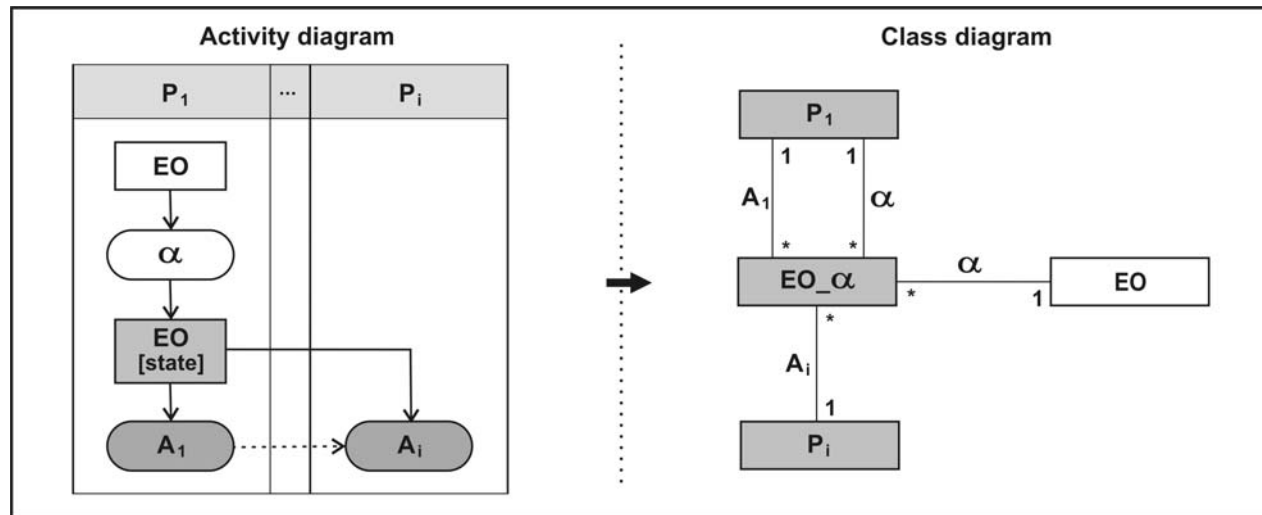 Activity diagram
P1
...
Pi
EO
α
EO
[state]
A1
Ai
Class diagram
P1
1
1
A1
α
*
*
EO_α
α
*
1
EO
*
Ai
1
Pi